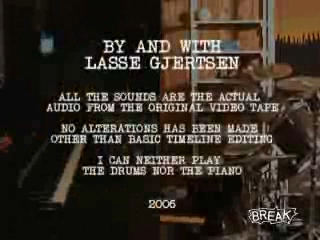 BY AND WITH
LASSE GJERTSEN
ALL THE SOUNDS ARE THE ACTUAL
AUDIO FROM THE ORIGINAL VIDEO TAPE
NO ALTERATIONS HAS BEEN MADE
OTHER THAN BASIC TIMELINE EDITING
I CAN NEITHER PLAY
THE DRUMS NOR THE PIANO
2006
BREAK